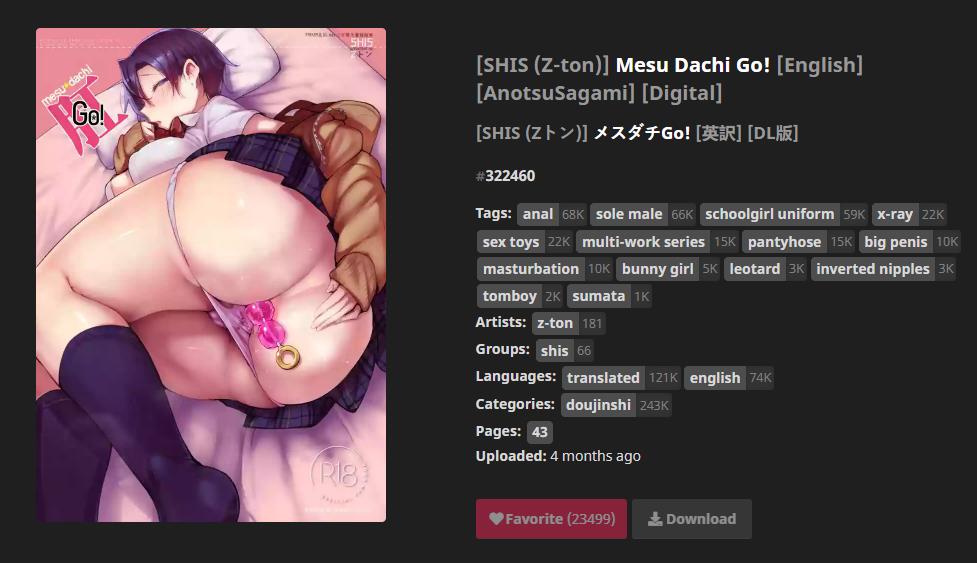 SHIS
Zトン
mesu dachi
肛
Go!
R18
[SHIS (Z-ton)] Mesu Dachi Go! [English]
[AnotsuSagami] [Digital]
[SHIS (Zトン)] メスダチGo! [英訳] [DL版]
#322460
Tags: anal 68K sole male 66K schoolgirl uniform 59K x-ray 22K
sex toys 22K multi-work series 15K pantyhose 15K big penis 10K
masturbation 10K bunny girl 5K leotard 3K inverted nipples 3K
tomboy 2K sumata 1K
Artists: z-ton 181
Groups: shis 66
Languages: translated 121K english 74K
Categories: doujinshi 243K
Pages: 43
Uploaded: 4 months ago
Favorite (23499) Download